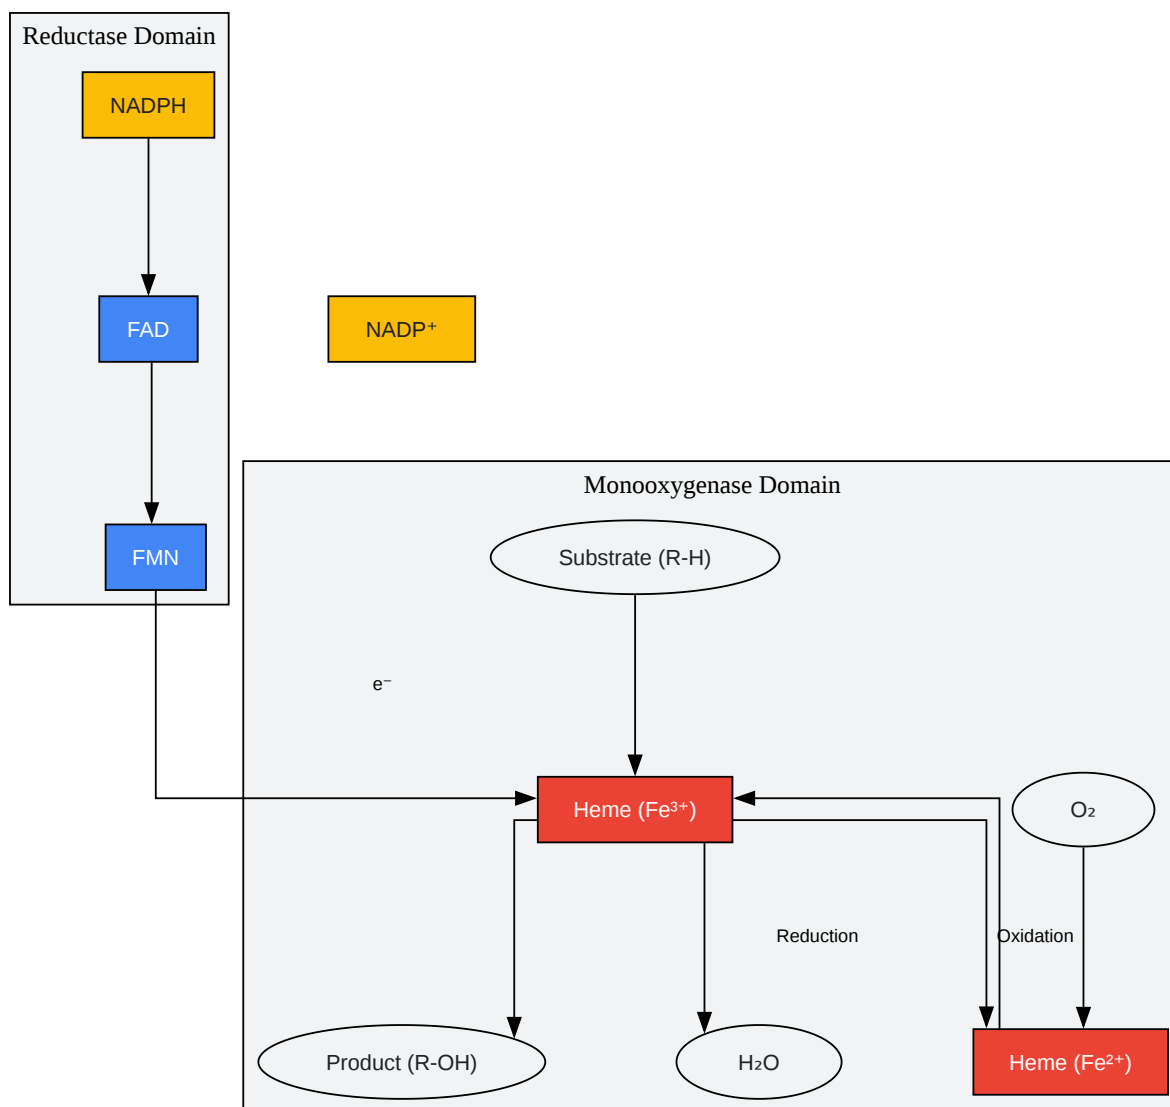 Reductase Domain
NADPH
FAD
NADP⁺
Monooxygenase Domain
FMN
Substrate (R-H)
e⁻
Heme (Fe³⁺)
O₂
Reduction
Oxidation
Product (R-OH)
H₂O
Heme (Fe²⁺)